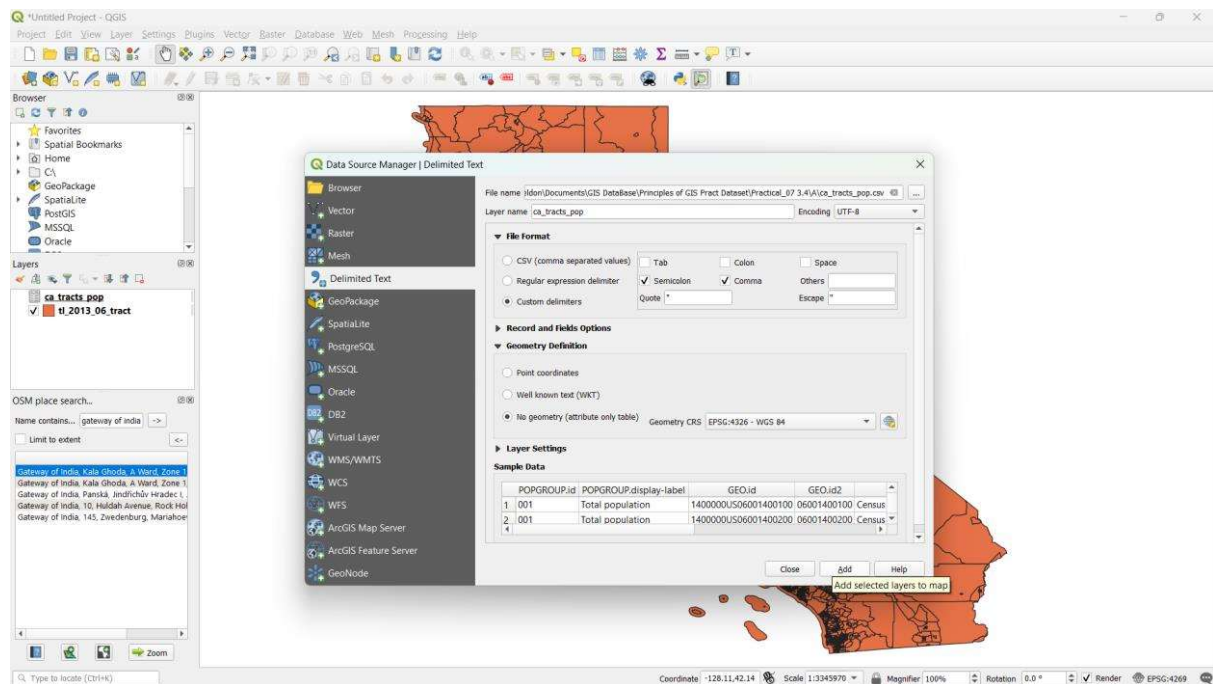 *Untitled Project - QGIS
Project Edit View Layer Settings Plugins Vector Raster Database Web Mesh Processing Help
Browser
Favorites
Spatial Bookmarks
Home
C:\
GeoPackage
SpatiaLite
PostGIS
MSSQL
Oracle
Layers
ca_tracts_pop
tl_2013_06_tract
OSM place search...
Name contains... gateway of india ->
Limit to extent <-
Gateway of India, Kala Ghoda, A Ward, Zone 1
Gateway of India, Kala Ghoda, A Ward, Zone 1
Gateway of India, Panská, Jindřichův Hradec I,
Gateway of India, 10, Huldah Avenue, Rock Hol
Gateway of India, 145, Zwedenburg, Mariahoe
Zoom
Data Source Manager | Delimited Text
Browser
Vector
Raster
Mesh
Delimited Text
GeoPackage
SpatiaLite
PostgreSQL
MSSQL
Oracle
DB2
Virtual Layer
WMS/WMTS
WCS
WFS
ArcGIS Map Server
ArcGIS Feature Server
GeoNode
File name ldon\Documents\GIS DataBase\Principles of GIS Pract Dataset\Practical_07 3.4\A\ca_tracts_pop.csv ...
Layer name ca_tracts_pop Encoding UTF-8
File Format
CSV (comma separated values) Tab Colon Space
Regular expression delimiter Semicolon Comma Others
Custom delimiters Quote " Escape "
Record and Fields Options
Geometry Definition
Point coordinates
Well known text (WKT)
No geometry (attribute only table) Geometry CRS EPSG:4326 - WGS 84
Layer Settings
Sample Data
POPGROUP.id POPGROUP.display-label GEO.id GEO.id2
1 001 Total population 1400000US06001400100 06001400100 Census
2 001 Total population 1400000US06001400200 06001400200 Census
Close Add Help
Add selected layers to map
Type to locate (Ctrl+K) Coordinate -128.11,42.14 Scale 1:3345970 Magnifier 100% Rotation 0.0 ° Render EPSG:4269